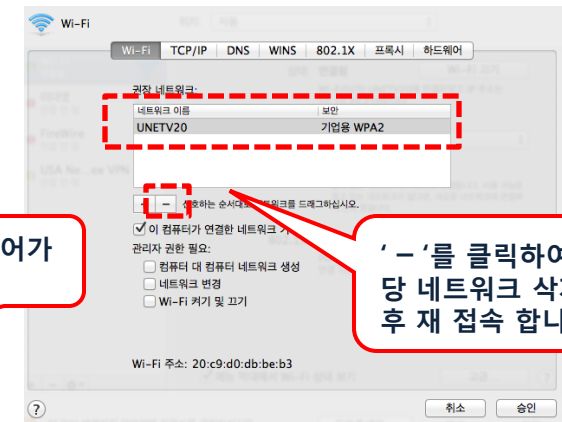 Wi-Fi
Wi-Fi TCP/IP DNS WINS 802.1X 프록시 하드웨어
권장 네트워크:
네트워크 이름 보안
UNETV20 기업용 WPA2
+ − 선호하는 순서대로 네트워크를 드래그하십시오.
이 컴퓨터가 연결한 네트워크
관리자 권한 필요:
컴퓨터 대 컴퓨터 네트워크 생성
네트워크 변경
Wi-Fi 켜기 및 끄기
어가
' – '를 클릭하여
당 네트워크 삭제
후 재 접속 합니
Wi-Fi 주소: 20:c9:d0:db:be:b3
? 취소 승인